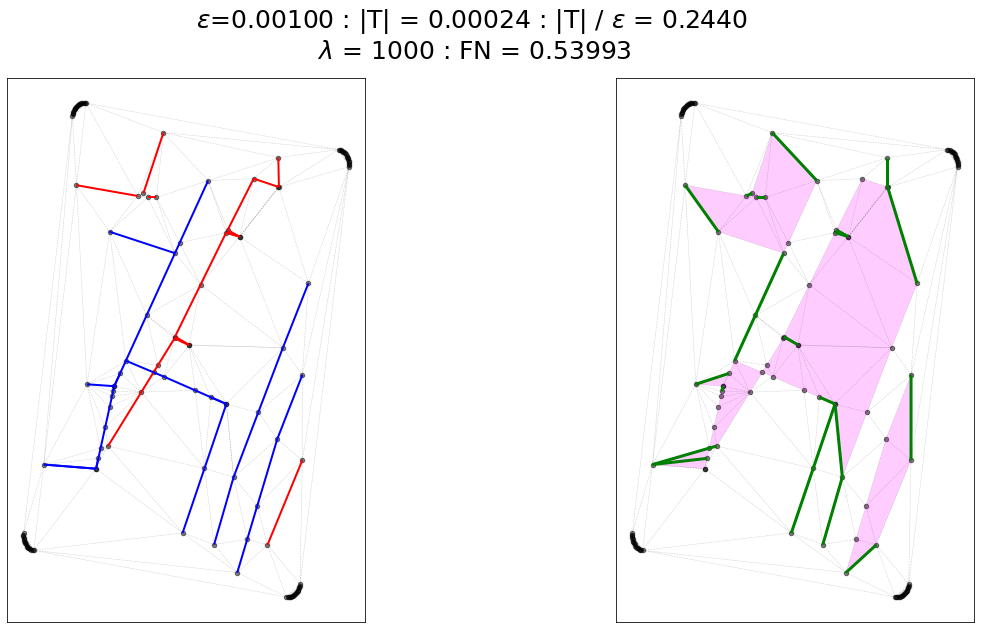 ε=0.00100 : |T| = 0.00024 : |T| / ε = 0.2440
λ = 1000 : FN = 0.53993